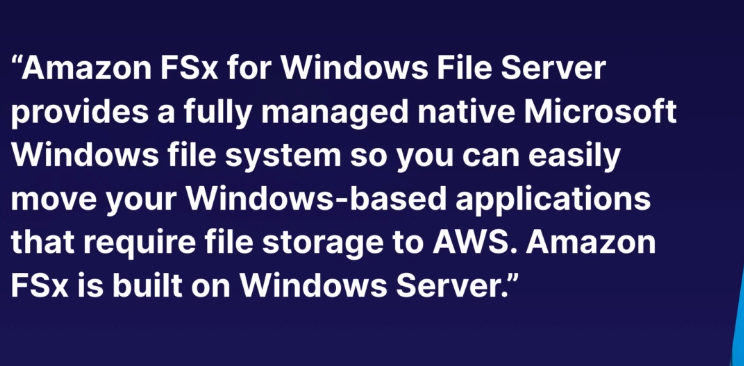 “Amazon FSx for Windows File Server
provides a fully managed native Microsoft
Windows file system so you can easily
move your Windows-based applications
that require file storage to AWS. Amazon
FSx is built on Windows Server.”